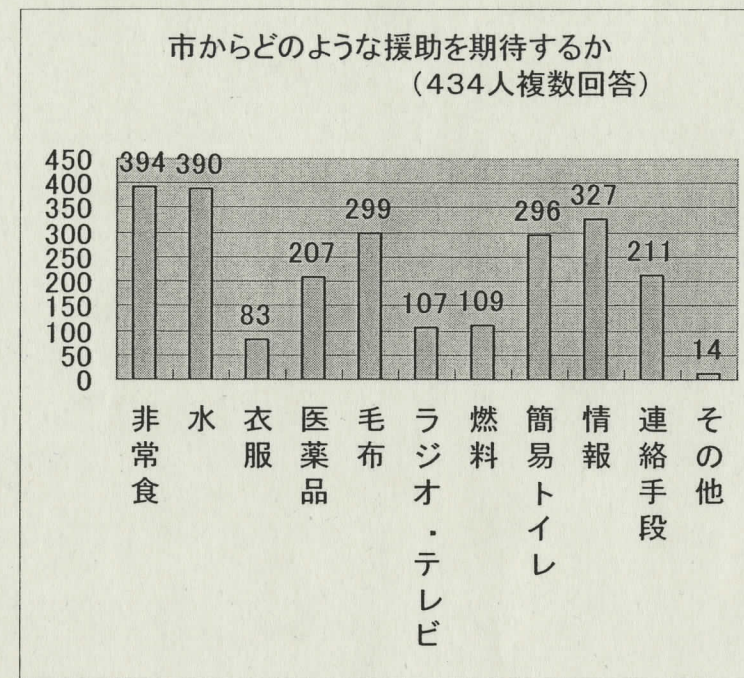 市からどのような援助を期待するか
（434人複数回答）
450
400
350
300
250
200
150
100
50
0
394
390
83
207
299
107
109
296
327
211
14
非常食
水
衣服
医薬品
毛布
ラジオ・テレビ
燃料
簡易トイレ
情報
連絡手段
その他